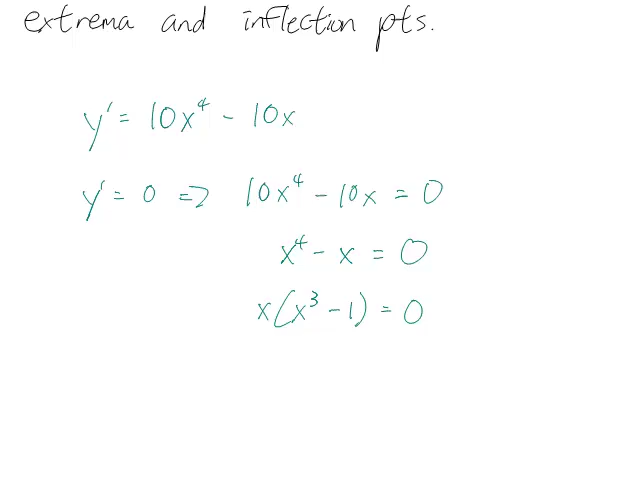 extrema and inflection pts.
y' = 10x⁴ - 10x
y' = 0 => 10x⁴ - 10x = 0
x⁴ - x = 0
x(x³ - 1) = 0